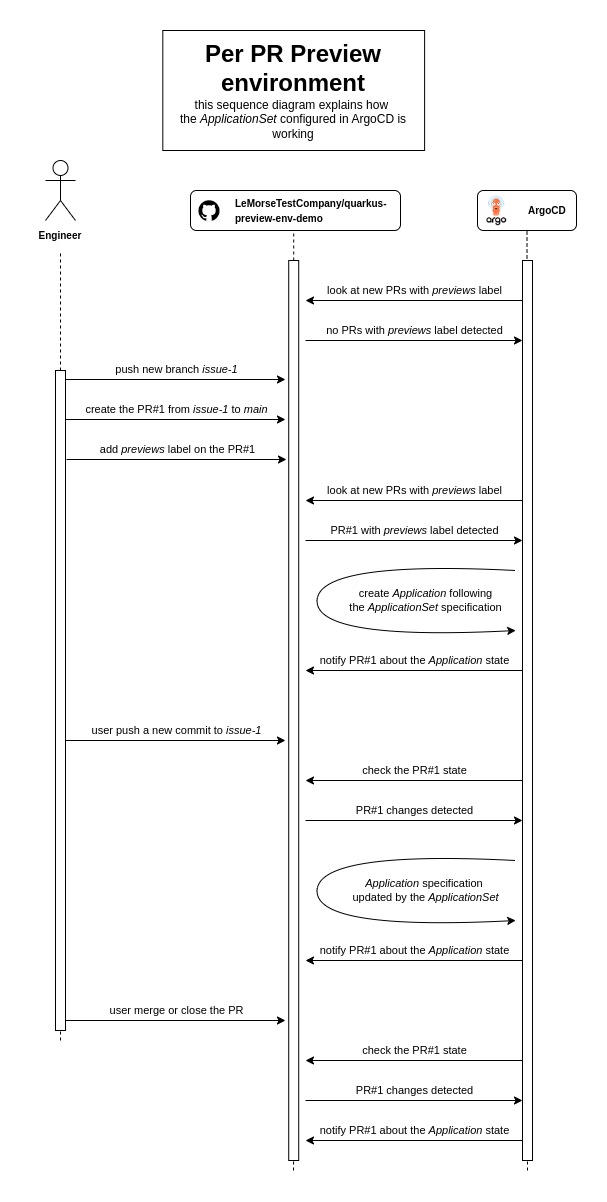 Per PR Preview
environment
this sequence diagram explains how
the ApplicationSet configured in ArgoCD is
working
Engineer
LeMorseTestCompany/quarkus-
preview-env-demo
argo
ArgoCD
look at new PRs with previews label
no PRs with previews label detected
push new branch issue-1
create the PR#1 from issue-1 to main
add previews label on the PR#1
look at new PRs with previews label
PR#1 with previews label detected
create Application following
the ApplicationSet specification
notify PR#1 about the Application state
user push a new commit to issue-1
check the PR#1 state
PR#1 changes detected
Application specification
updated by the ApplicationSet
notify PR#1 about the Application state
user merge or close the PR
check the PR#1 state
PR#1 changes detected
notify PR#1 about the Application state